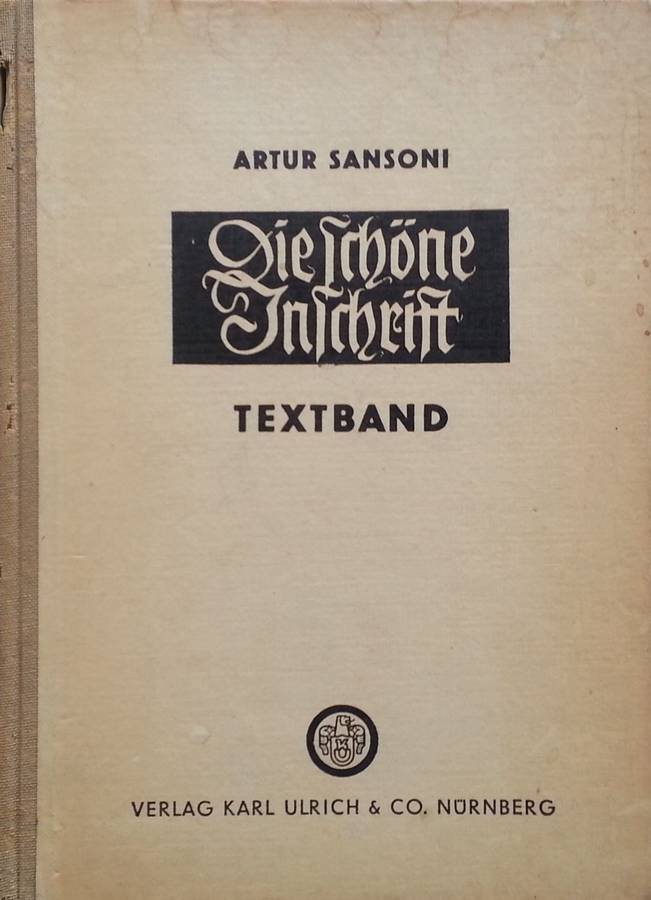 ARTUR SANSONI
Die ſchöne
Inſchrift
TEXTBAND
VERLAG KARL ULRICH & CO. NÜRNBERG